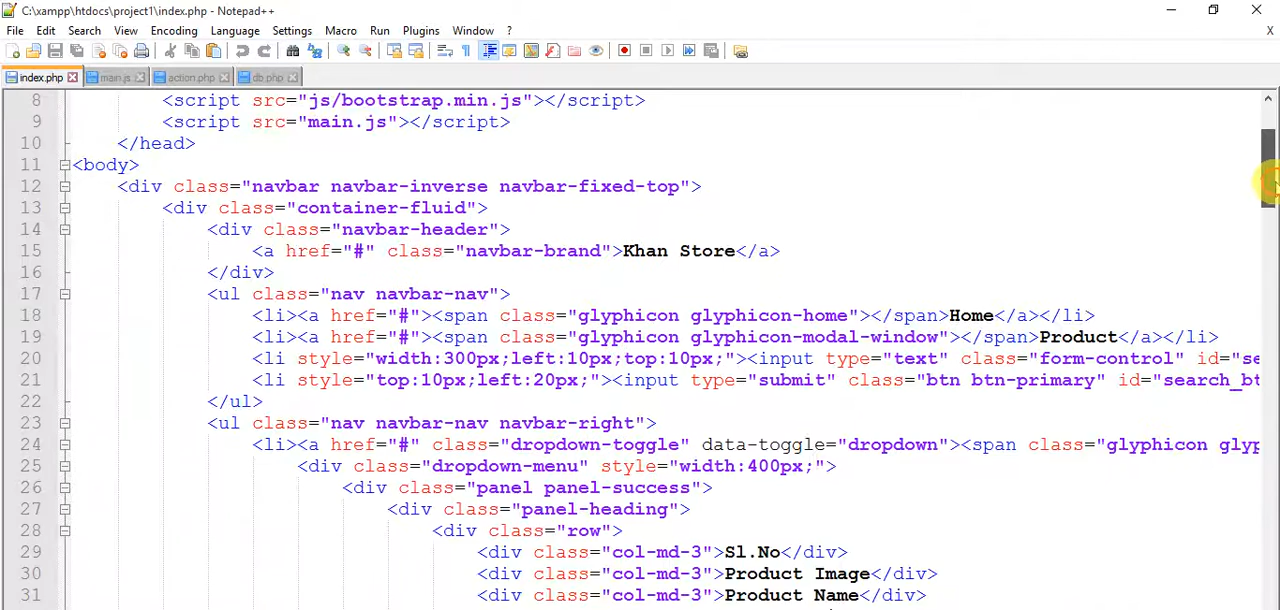 C:\xampp\htdocs\project1\index.php - Notepad++
File Edit Search View Encoding Language Settings Macro Run Plugins Window ? X
index.php main.js action.php db.php
8 <script src="js/bootstrap.min.js"></script>
9 <script src="main.js"></script>
10 </head>
11 <body>
12 <div class="navbar navbar-inverse navbar-fixed-top">
13 <div class="container-fluid">
14 <div class="navbar-header">
15 <a href="#" class="navbar-brand">Khan Store</a>
16 </div>
17 <ul class="nav navbar-nav">
18 <li><a href="#"><span class="glyphicon glyphicon-home"></span>Home</a></li>
19 <li><a href="#"><span class="glyphicon glyphicon-modal-window"></span>Product</a></li>
20 <li style="width:300px;left:10px;top:10px;"><input type="text" class="form-control" id="se
21 <li style="top:10px;left:20px;"><input type="submit" class="btn btn-primary" id="search_bt
22 </ul>
23 <ul class="nav navbar-nav navbar-right">
24 <li><a href="#" class="dropdown-toggle" data-toggle="dropdown"><span class="glyphicon glyp
25 <div class="dropdown-menu" style="width:400px;">
26 <div class="panel panel-success">
27 <div class="panel-heading">
28 <div class="row">
29 <div class="col-md-3">Sl.No</div>
30 <div class="col-md-3">Product Image</div>
31 <div class="col-md-3">Product Name</div>